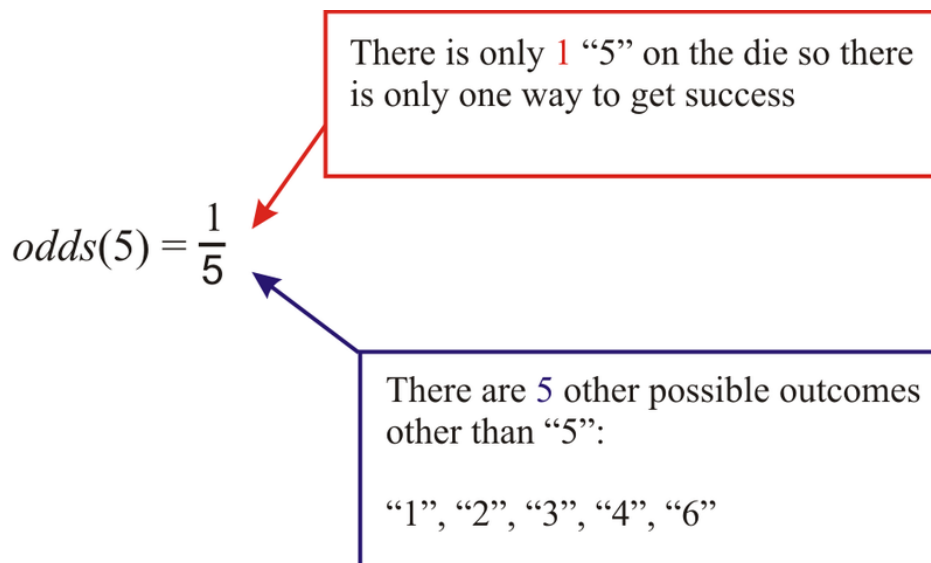 There is only 1 “5” on the die so there
is only one way to get success
odds(5) = 1/5
There are 5 other possible outcomes
other than “5”:
“1”, “2”, “3”, “4”, “6”